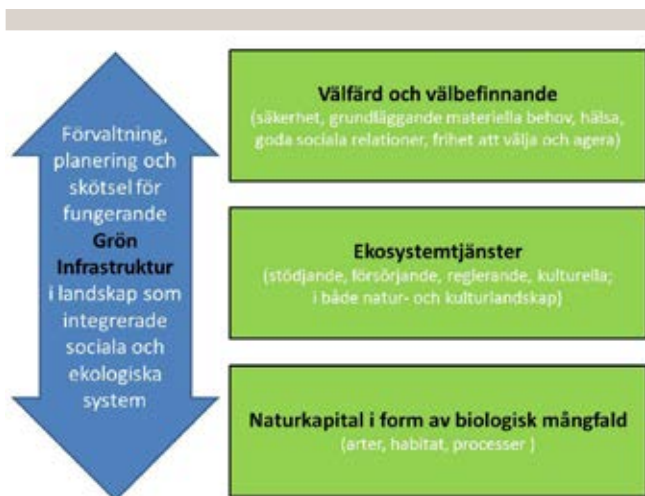 Förvaltning,
planering och
skötsel för
fungerande
Grön
Infrastruktur
i landskap som
integrerade
sociala och
ekologiska
system
Välfärd och välbefinnande
(säkerhet, grundläggande materiella behov, hälsa,
goda sociala relationer, frihet att välja och agera)
Ekosystemtjänster
(stödjande, försörjande, reglerande, kulturella;
i både natur- och kulturlandskap)
Naturkapital i form av biologisk mångfald
(arter, habitat, processer )